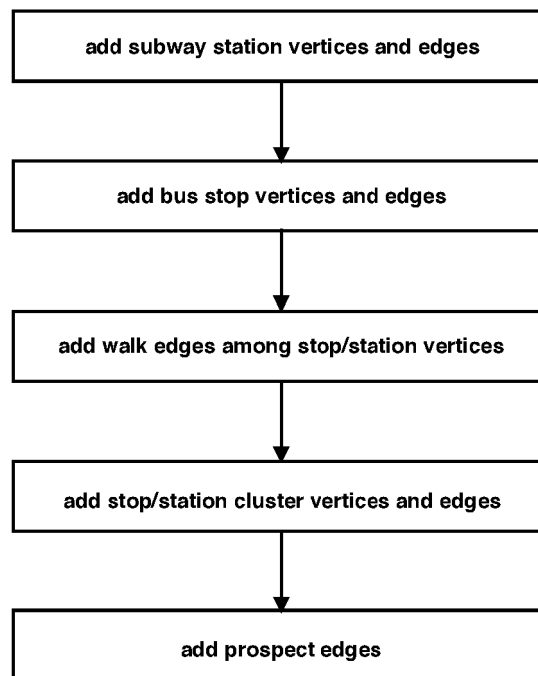 add subway station vertices and edges
add bus stop vertices and edges
add walk edges among stop/station vertices
add stop/station cluster vertices and edges
add prospect edges